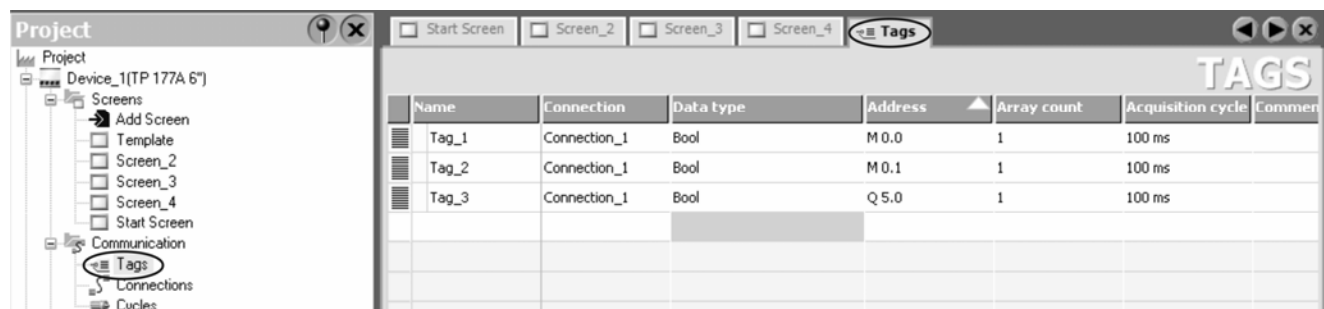 Project
Project
Device_1(TP 177A 6")
Screens
Add Screen
Template
Screen_2
Screen_3
Screen_4
Start Screen
Communication
Tags
Connections
Cycles
Start Screen Screen_2 Screen_3 Screen_4 Tags
TAGS
Name Connection Data type Address Array count Acquisition cycle Commen
Tag_1 Connection_1 Bool M 0.0 1 100 ms
Tag_2 Connection_1 Bool M 0.1 1 100 ms
Tag_3 Connection_1 Bool Q 5.0 1 100 ms